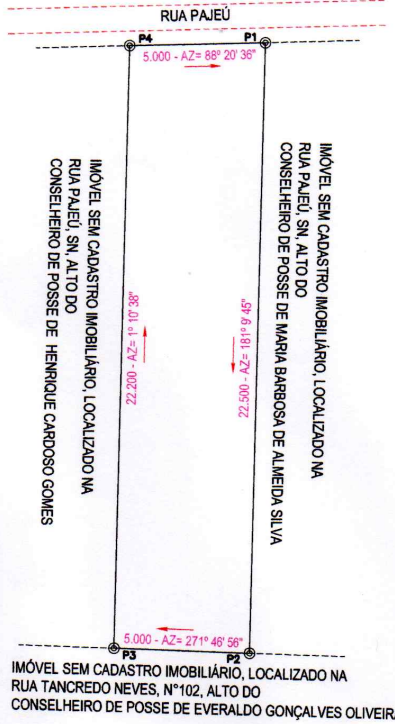 RUA PAJEÚ
P4
P1
5.000 - AZ= 88º 20' 36"
IMÓVEL SEM CADASTRO IMOBILIÁRIO, LOCALIZADO NA
RUA PAJEÚ, SN, ALTO DO
CONSELHEIRO DE POSSE DE HENRIQUE CARDOSO GOMES
22.200 - AZ= 1º 10' 38"
22.500 - AZ= 181º 9' 45"
IMÓVEL SEM CADASTRO IMOBILIÁRIO, LOCALIZADO NA
RUA PAJEÚ, SN, ALTO DO
CONSELHEIRO DE POSSE DE MARIA BARBOSA DE ALMEIDA SILVA
5.000 - AZ= 271º 46' 56"
P3
P2
IMÓVEL SEM CADASTRO IMOBILIÁRIO, LOCALIZADO NA
RUA TANCREDO NEVES, N°102, ALTO DO
CONSELHEIRO DE POSSE DE EVERALDO GONÇALVES OLIVEIR